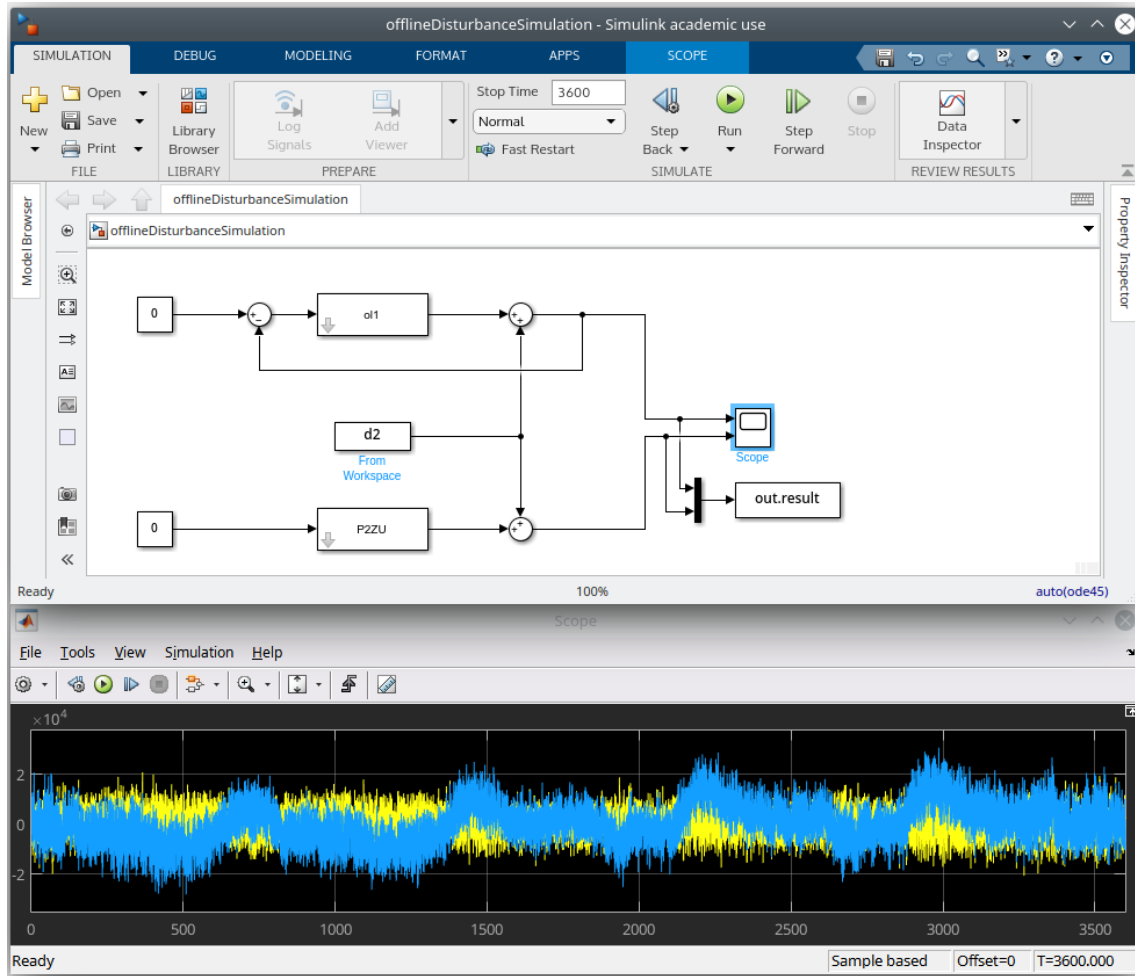 offlineDisturbanceSimulation - Simulink academic use
SIMULATION DEBUG MODELING FORMAT APPS SCOPE
New
Open
Save
Print
FILE
Library
Browser
LIBRARY
Log
Signals
Add
Viewer
PREPARE
Stop Time 3600
Normal
Fast Restart
Step
Back
Run
Step
Forward
Stop
SIMULATE
Data
Inspector
REVIEW RESULTS
Model Browser
offlineDisturbanceSimulation
offlineDisturbanceSimulation
Property Inspector
0
ol1
d2
From
Workspace
Scope
out.result
0
P2ZU
Ready 100% auto(ode45)
Scope
File Tools View Simulation Help
×10^4
2
0
-2
0 500 1000 1500 2000 2500 3000 3500
Ready Sample based Offset=0 T=3600.000